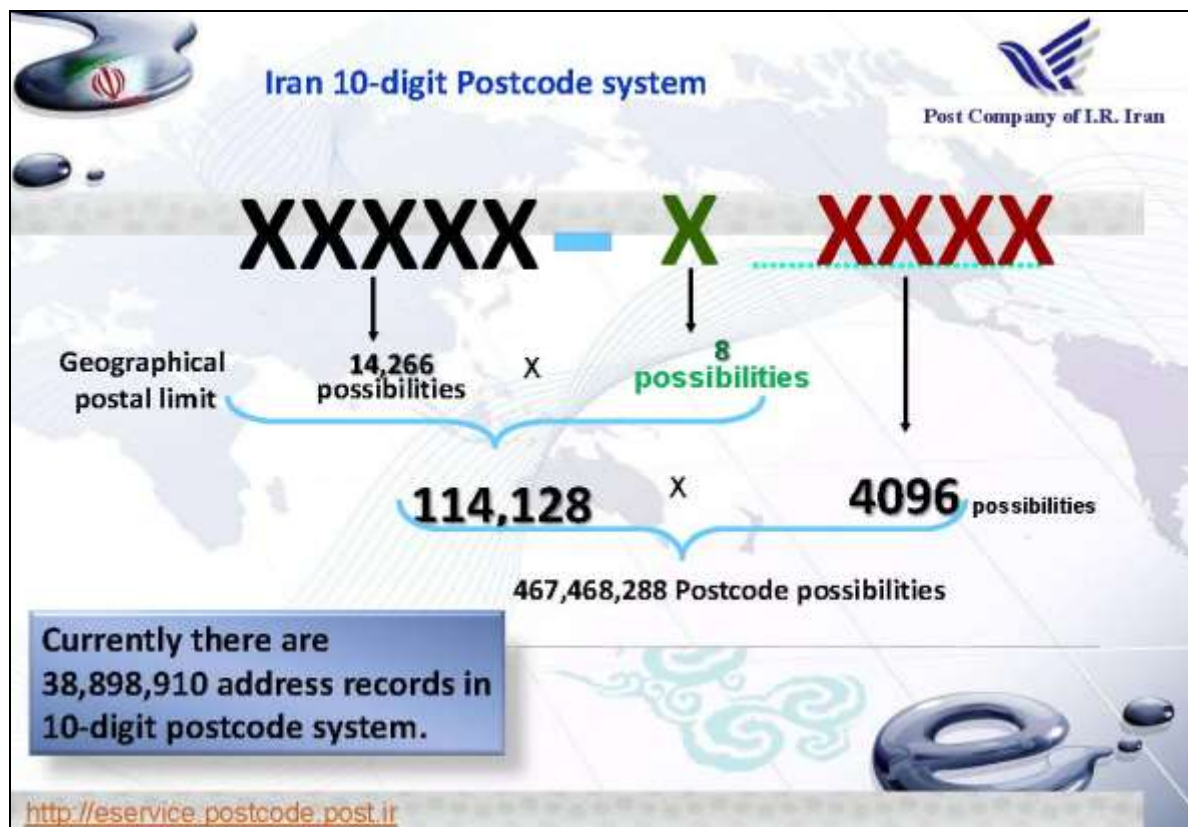 Iran 10-digit Postcode system
Post Company of I.R. Iran
XXXXX - X XXXX
Geographical
postal limit
14,266
possibilities
X
8
possibilities
114,128 X 4096 possibilities
467,468,288 Postcode possibilities
Currently there are
38,898,910 address records in
10-digit postcode system.
http://eservice.postcode.post.ir